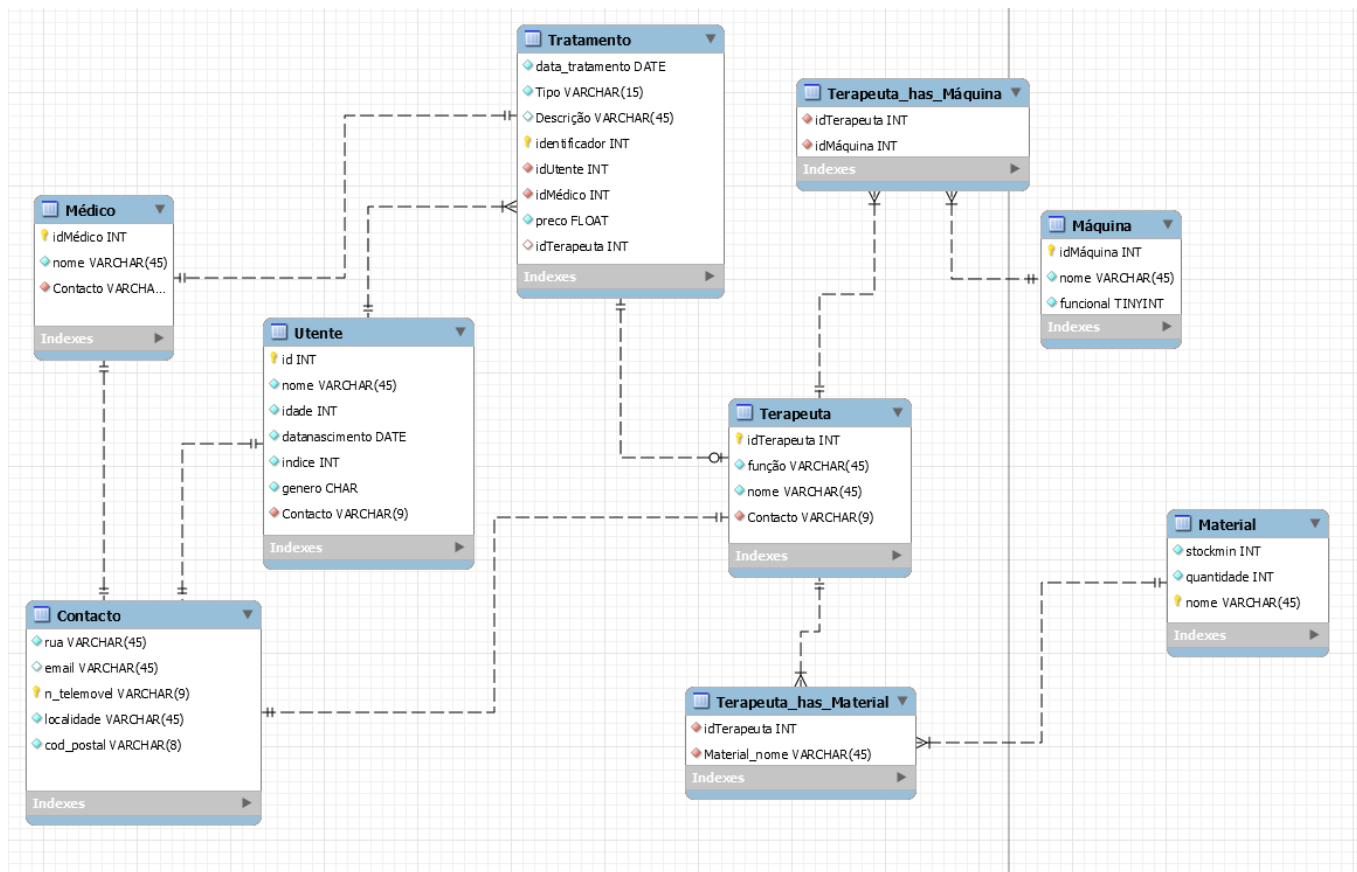 Tratamento
data_tratamento DATE
Tipo VARCHAR(15)
Descrição VARCHAR(45)
identificador INT
idUtente INT
idMédico INT
preco FLOAT
idTerapeuta INT
Indexes
Terapeuta_has_Máquina
idTerapeuta INT
idMáquina INT
Indexes
Médico
idMédico INT
nome VARCHAR(45)
Contacto VARCHA...
Indexes
Máquina
idMáquina INT
nome VARCHAR(45)
funcional TINYINT
Indexes
Utente
id INT
nome VARCHAR(45)
idade INT
datanascimento DATE
indice INT
genero CHAR
Contacto VARCHAR(9)
Indexes
Terapeuta
idTerapeuta INT
função VARCHAR(45)
nome VARCHAR(45)
Contacto VARCHAR(9)
Indexes
Material
stockmin INT
quantidade INT
nome VARCHAR(45)
Indexes
Contacto
rua VARCHAR(45)
email VARCHAR(45)
n_telemovel VARCHAR(9)
localidade VARCHAR(45)
cod_postal VARCHAR(8)
Indexes
Terapeuta_has_Material
idTerapeuta INT
Material_nome VARCHAR(45)
Indexes